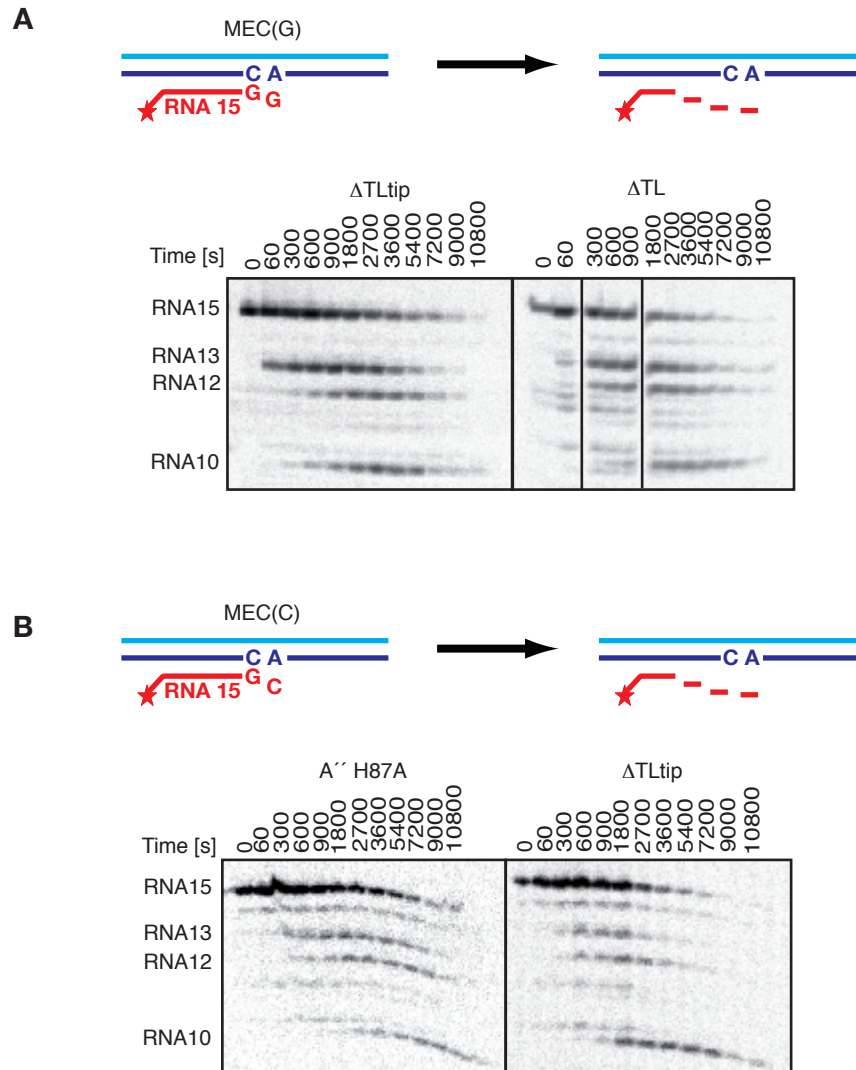 A
MEC(G)
C A
C A
RNA 15 G G
ΔTLtip
ΔTL
Time [s]
0 60 300 600 900 1800 2700 3600 5400 7200 9000 10800
0 60 300 600 900 1800 2700 3600 5400 7200 9000 10800
RNA15
RNA13
RNA12
RNA10
B
MEC(C)
C A
C A
RNA 15 G C
A´´ H87A
ΔTLtip
Time [s]
0 60 300 600 900 1800 2700 3600 5400 7200 90000 10800
0 60 300 600 900 1800 2700 3600 5400 7200 9000 10800
RNA15
RNA13
RNA12
RNA10